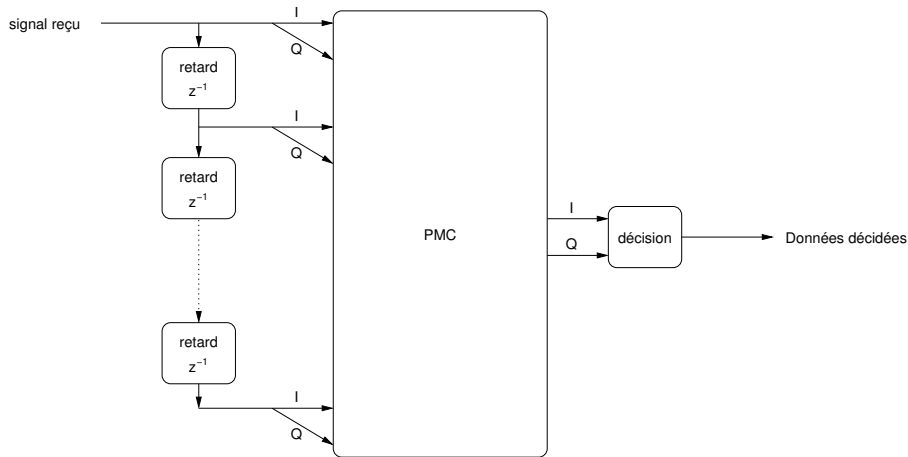 signal reçu
I
Q
retard
z⁻¹
I
Q
retard
z⁻¹
PMC
I
Q
décision
Données décidées
retard
z⁻¹
I
Q